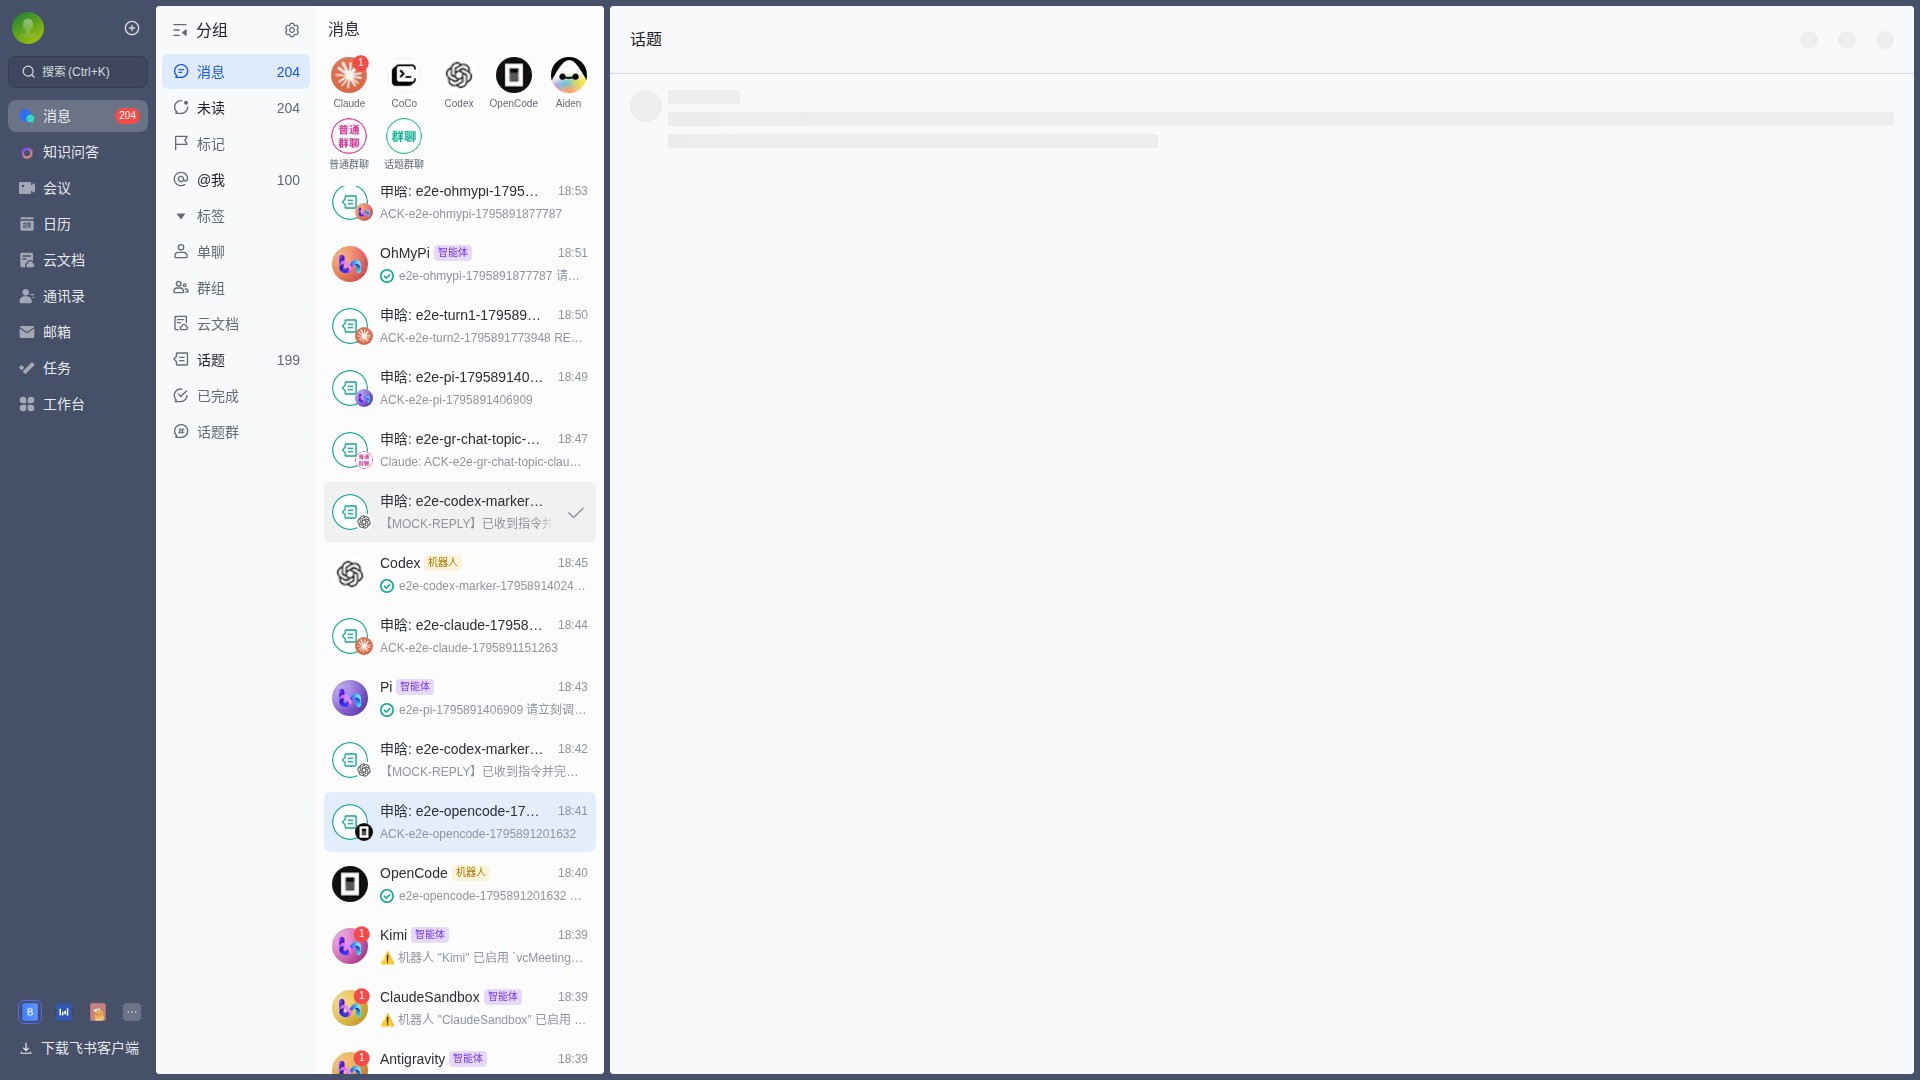 搜索 (Ctrl+K)
消息 204
知识问答
会议
日历
云文档
通讯录
邮箱
任务
工作台
下载飞书客户端
分组
消息 204
未读 204
标记
@我 100
标签
单聊
群组
云文档
话题 199
已完成
话题群
消息
1
Claude
CoCo
Codex
OpenCode
Aiden
普通
群聊
普通群聊
群聊
话题群聊
申晗: e2e-ohmypi-1795... 18:53
ACK-e2e-ohmypi-1795891877787
OhMyPi 智能体 18:51
e2e-ohmypi-1795891877787 请...
申晗: e2e-turn1-179589... 18:50
ACK-e2e-turn2-1795891773948 RE...
申晗: e2e-pi-179589140... 18:49
ACK-e2e-pi-1795891406909
申晗: e2e-gr-chat-topic-... 18:47
Claude: ACK-e2e-gr-chat-topic-clau...
申晗: e2e-codex-marker...
【MOCK-REPLY】已收到指令并
Codex 机器人 18:45
e2e-codex-marker-17958914024...
申晗: e2e-claude-17958... 18:44
ACK-e2e-claude-1795891151263
Pi 智能体 18:43
e2e-pi-1795891406909 请立刻调...
申晗: e2e-codex-marker... 18:42
【MOCK-REPLY】已收到指令并完...
申晗: e2e-opencode-17... 18:41
ACK-e2e-opencode-1795891201632
OpenCode 机器人 18:40
e2e-opencode-1795891201632 ...
1
Kimi 智能体 18:39
机器人 "Kimi" 已启用 `vcMeeting...
1
ClaudeSandbox 智能体 18:39
机器人 "ClaudeSandbox" 已启用 ...
1
Antigravity 智能体 18:39
话题